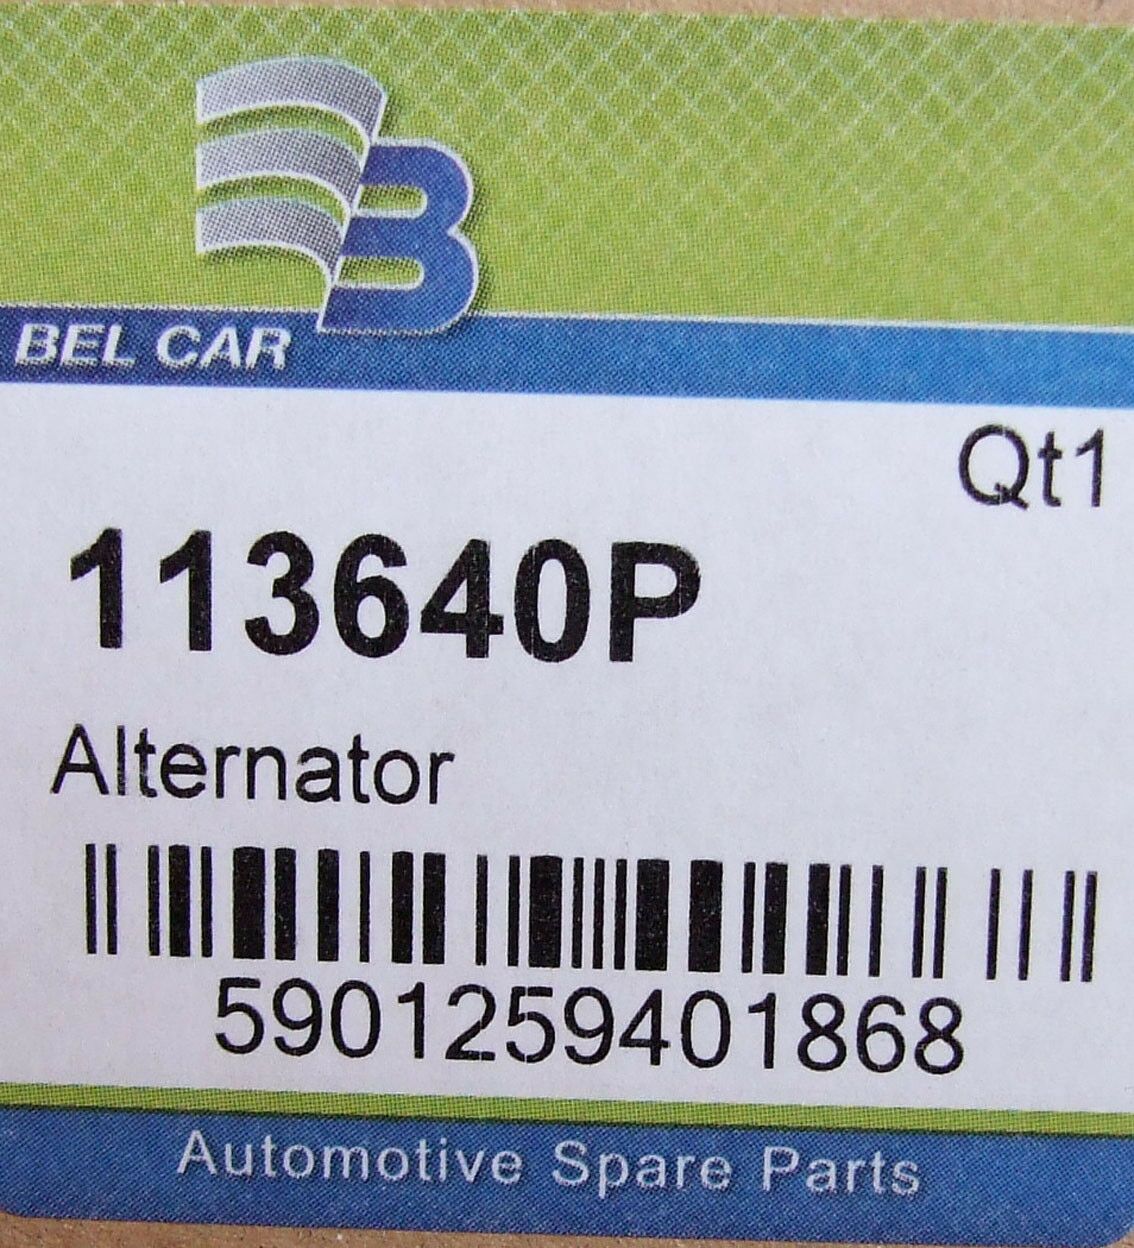 BEL CAR
Qt1
113640P
Alternator
5901259401868
Automotive Spare Parts